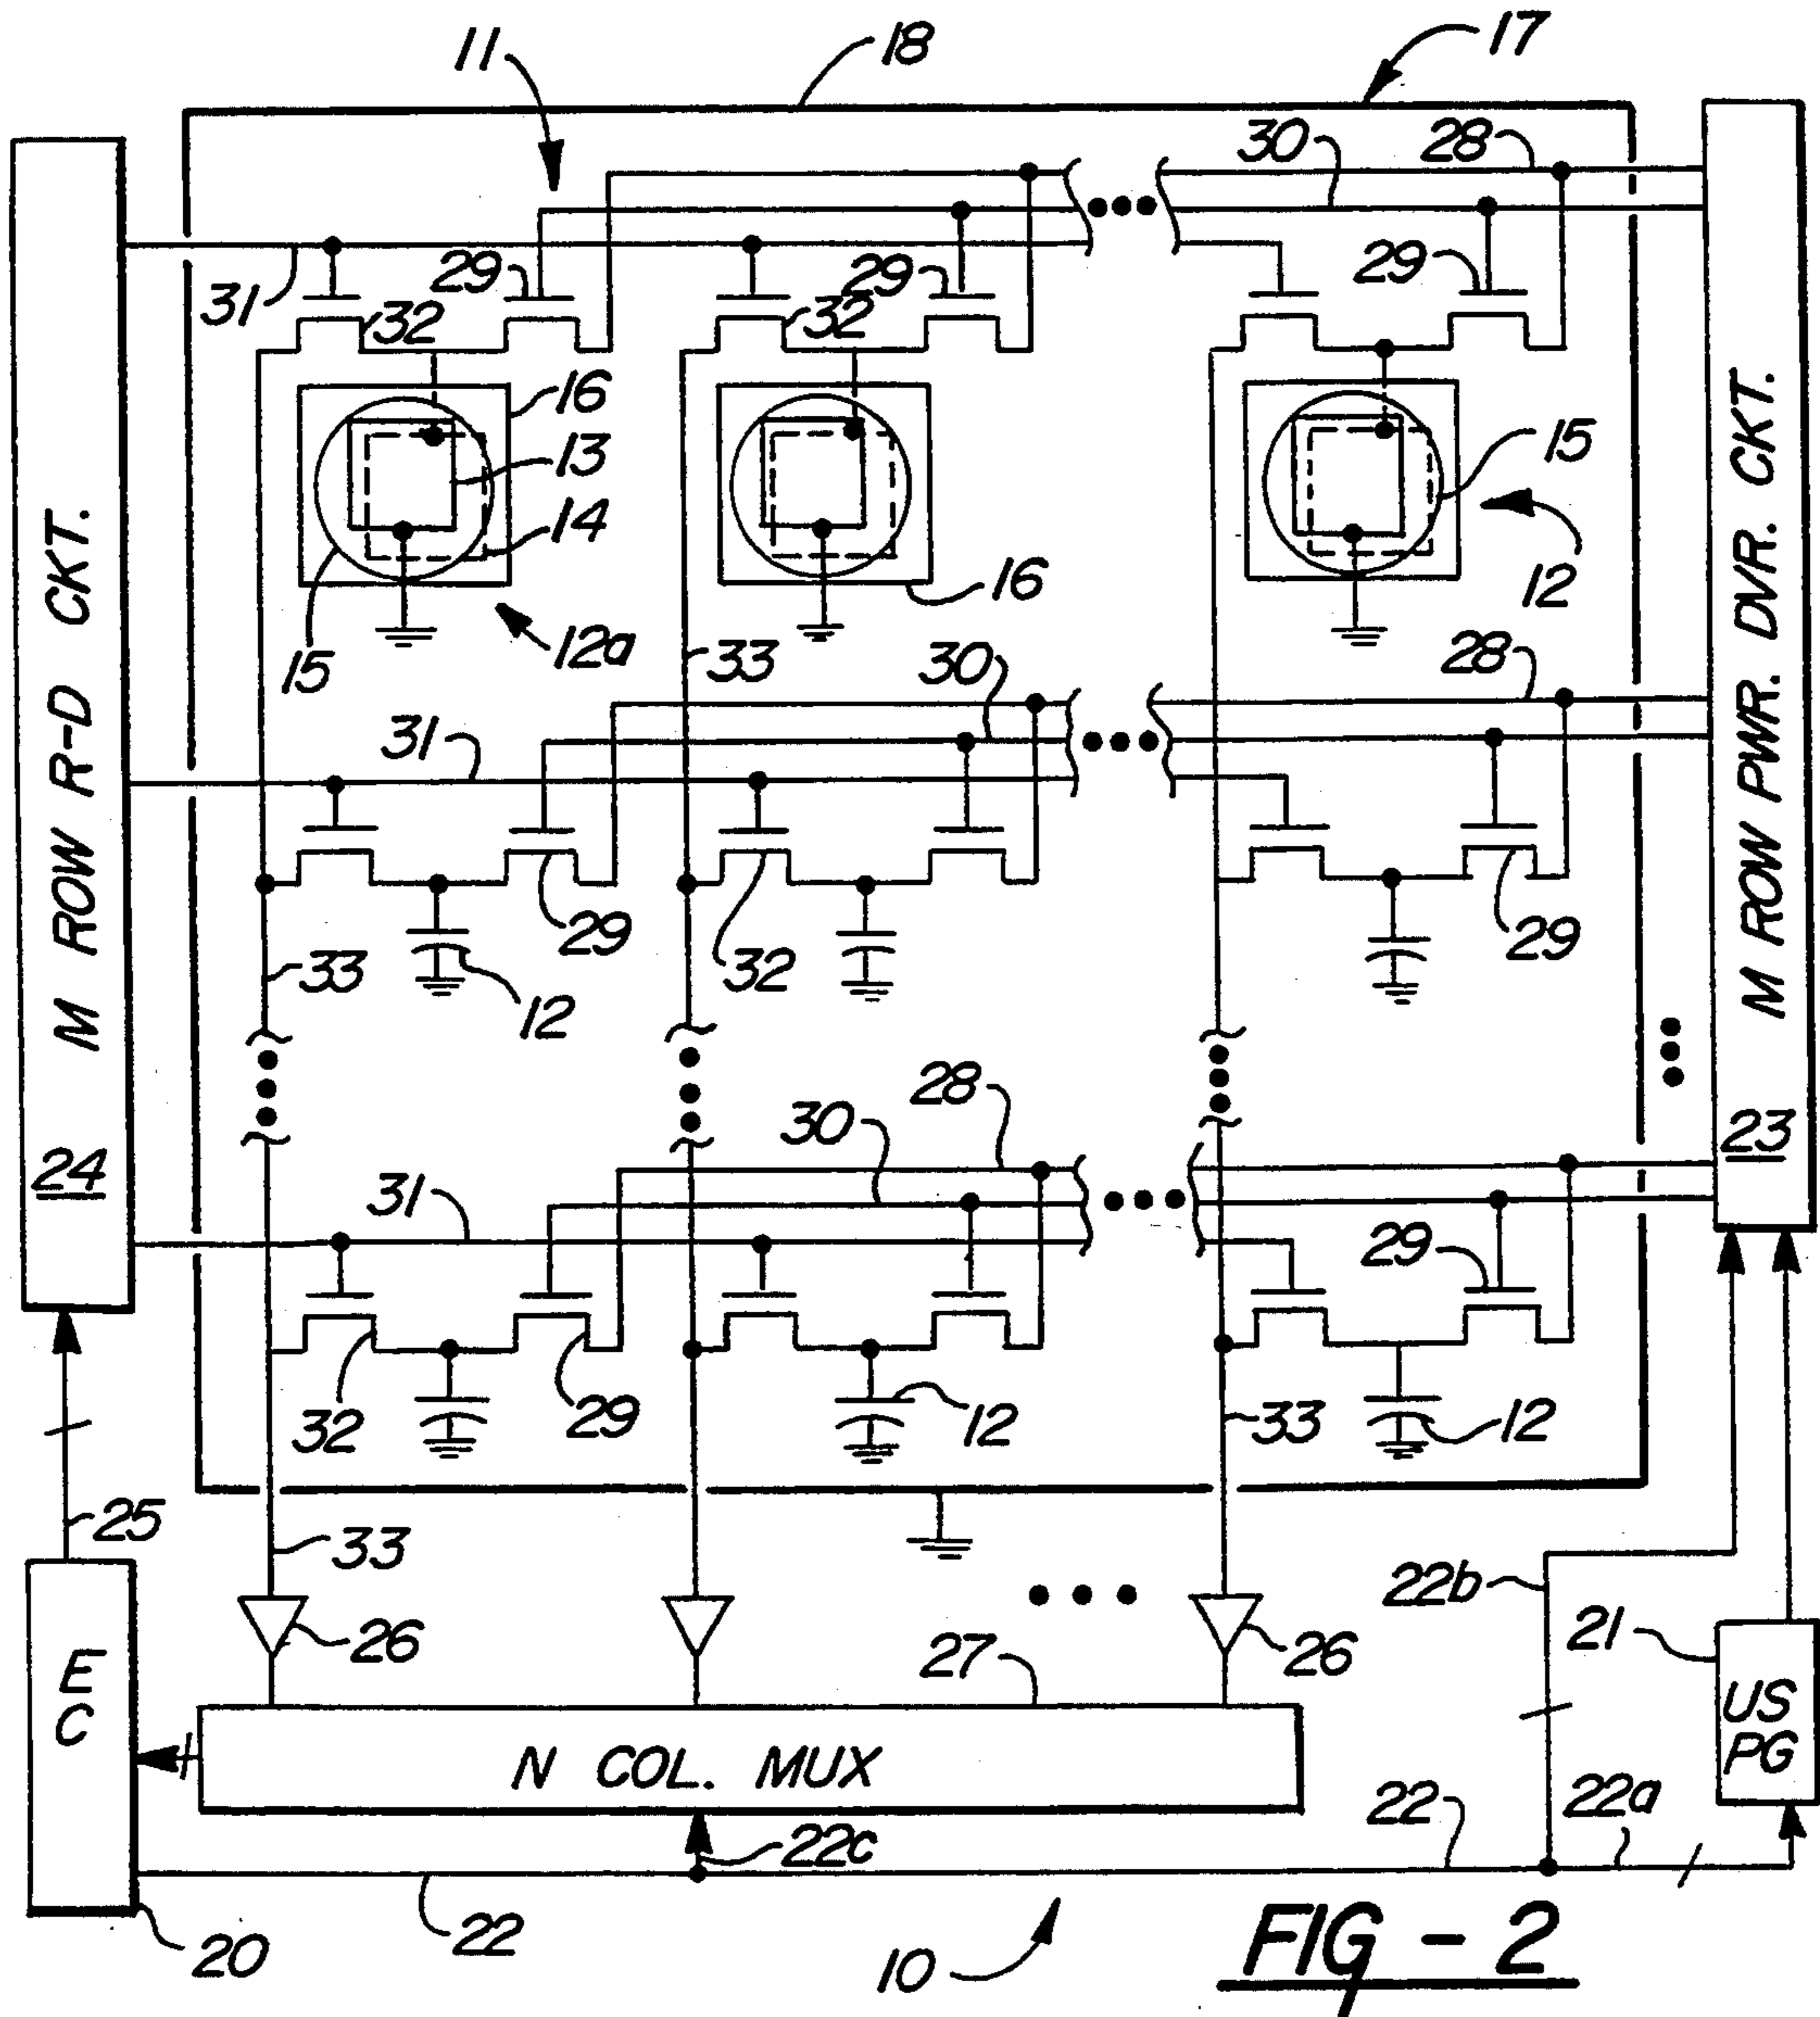 11 18 17
30 28
31 29 29 29
32 32
16
13 15
14
16 12
15 12a
33 30 28
31
29 32 29
33 12
28
30
24 31 23
29
32 29 12 33 12
25 33 22b
26 26 21
27
M ROW R-D CKT.
M ROW PWR. DVR. CKT.
E
C
N COL. MUX
US
PG
22c 22 22a
20 22 10
FIG - 2